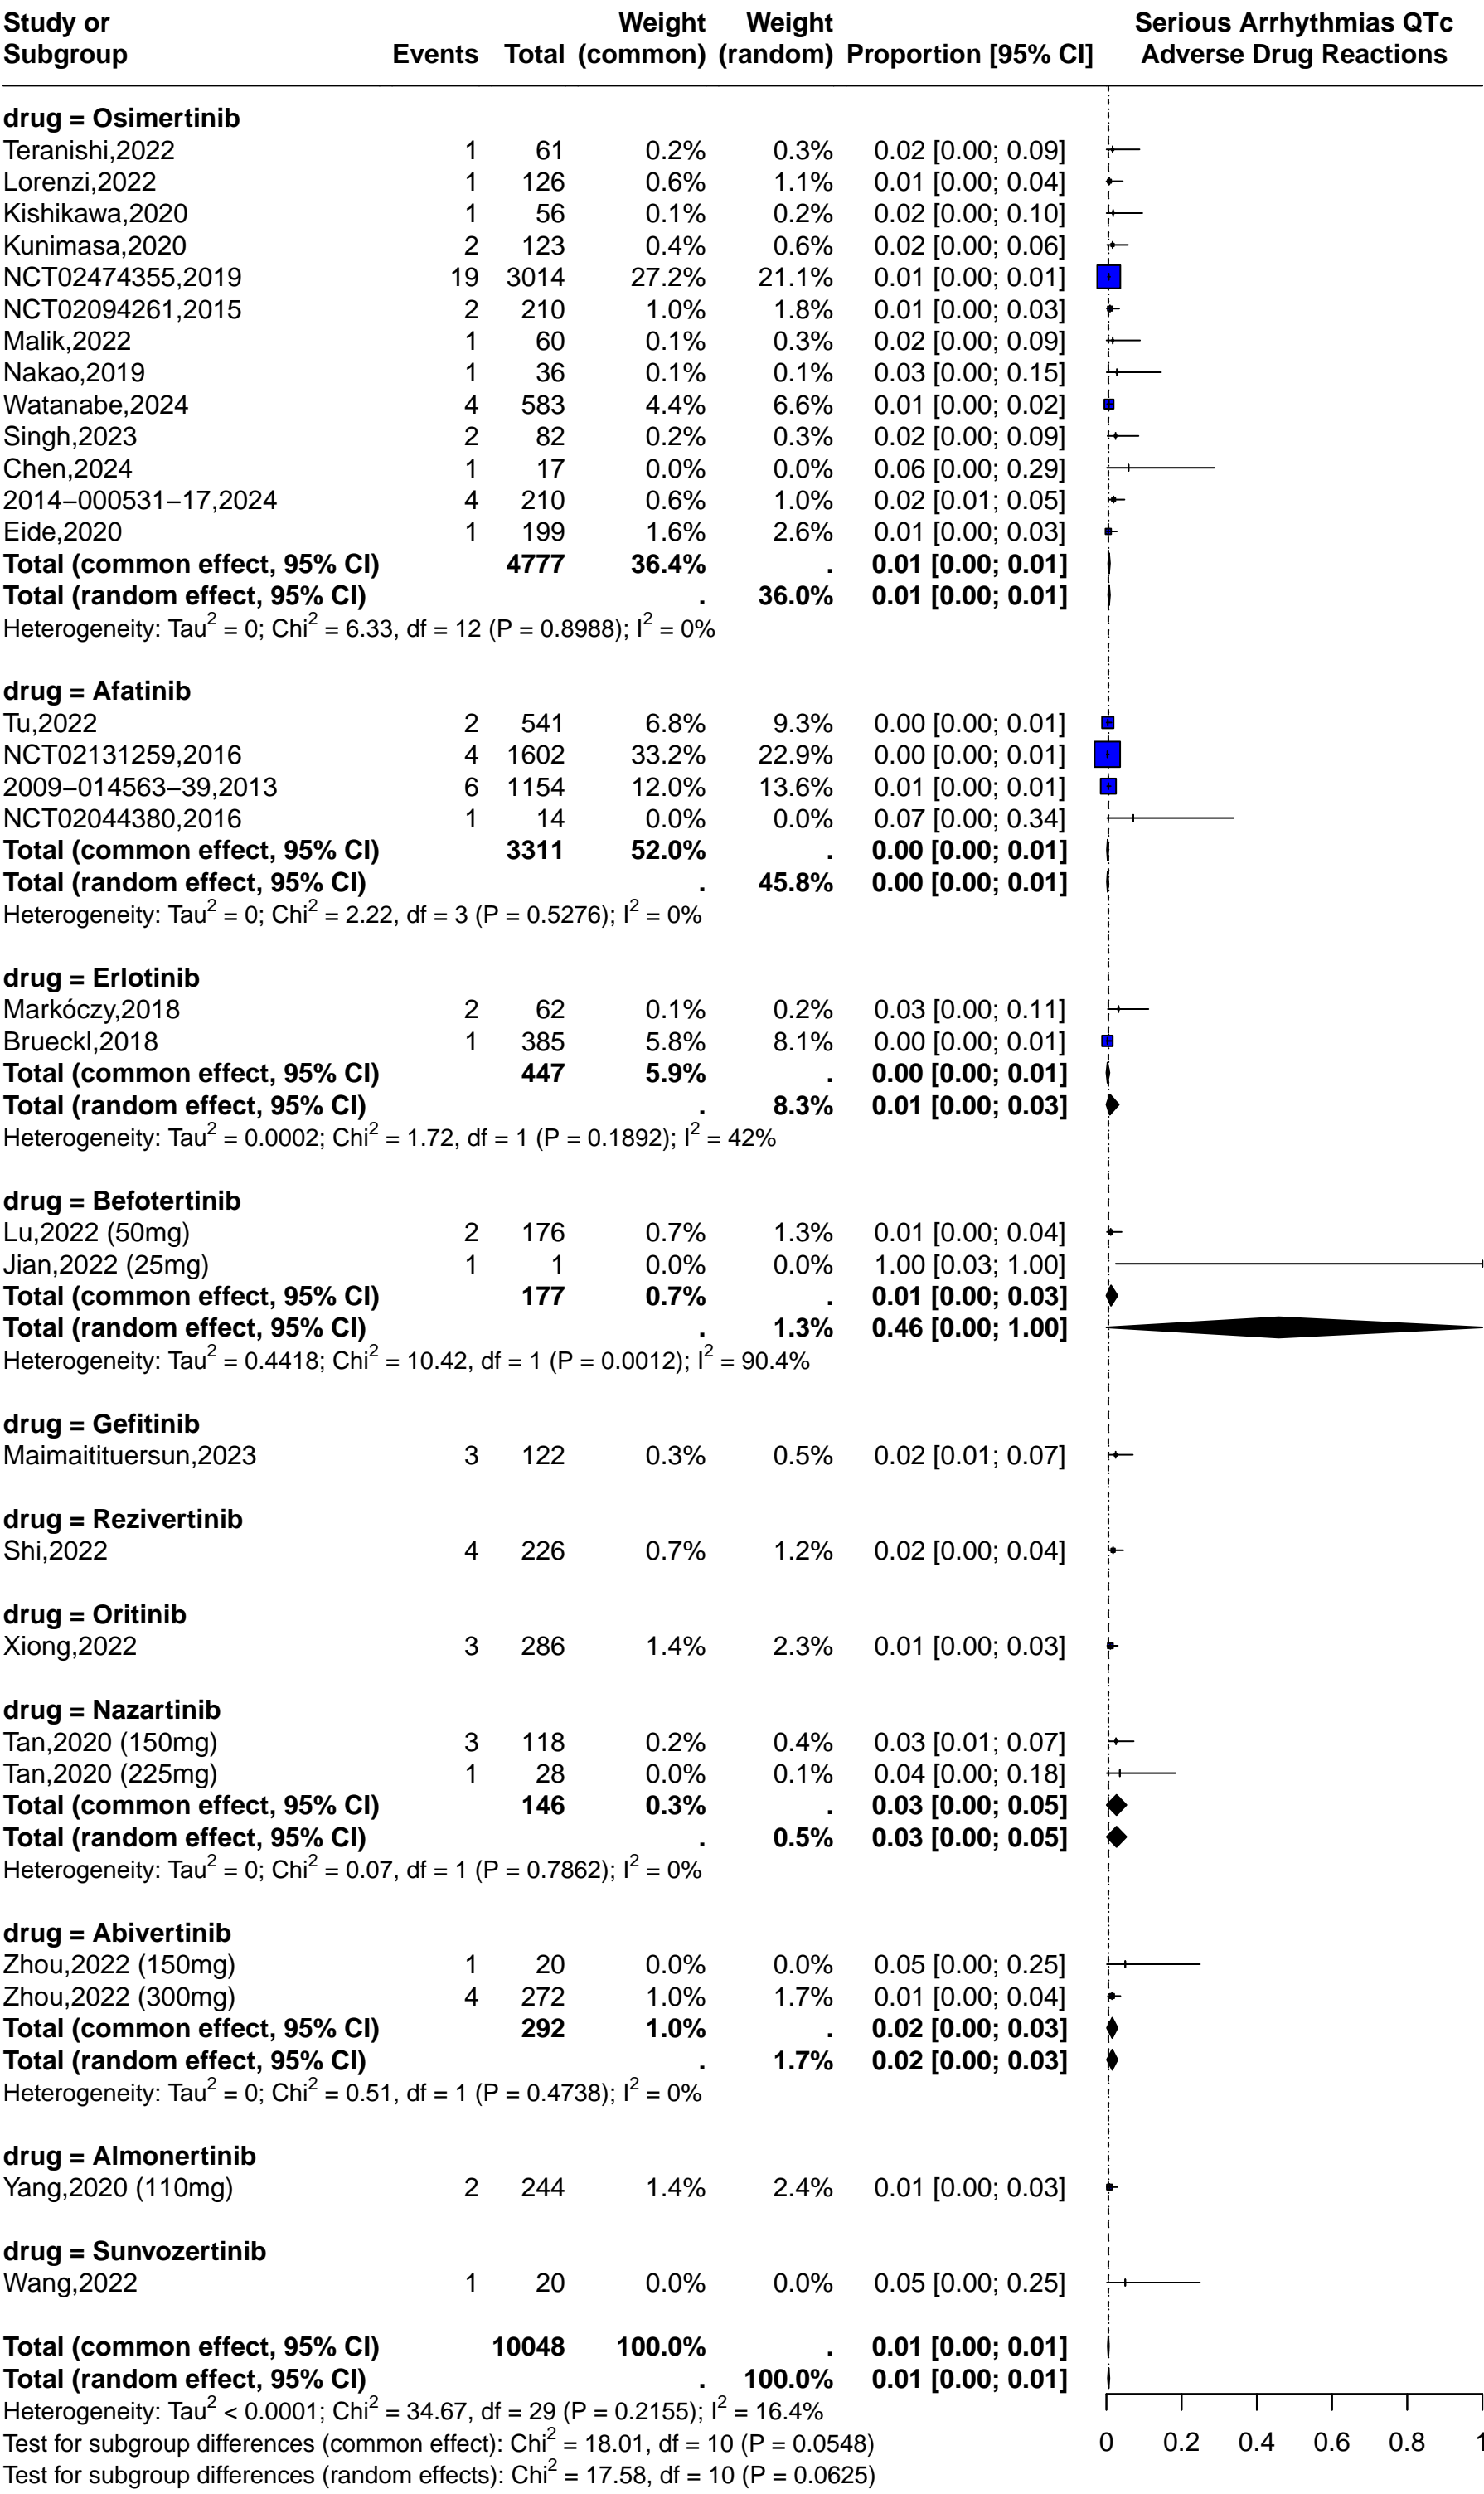 Study or Subgroup Events Total Weight (common) Weight (random) Proportion [95% CI] Serious Arrhythmias QTc Adverse Drug Reactions
drug = Osimertinib
Teranishi,2022 1 61 0.2% 0.3% 0.02 [0.00; 0.09]
Lorenzi,2022 1 126 0.6% 1.1% 0.01 [0.00; 0.04]
Kishikawa,2020 1 56 0.1% 0.2% 0.02 [0.00; 0.10]
Kunimasa,2020 2 123 0.4% 0.6% 0.02 [0.00; 0.06]
NCT02474355,2019 19 3014 27.2% 21.1% 0.01 [0.00; 0.01]
NCT02094261,2015 2 210 1.0% 1.8% 0.01 [0.00; 0.03]
Malik,2022 1 60 0.1% 0.3% 0.02 [0.00; 0.09]
Nakao,2019 1 36 0.1% 0.1% 0.03 [0.00; 0.15]
Watanabe,2024 4 583 4.4% 6.6% 0.01 [0.00; 0.02]
Singh,2023 2 82 0.2% 0.3% 0.02 [0.00; 0.09]
Chen,2024 1 17 0.0% 0.0% 0.06 [0.00; 0.29]
2014−000531−17,2024 4 210 0.6% 1.0% 0.02 [0.01; 0.05]
Eide,2020 1 199 1.6% 2.6% 0.01 [0.00; 0.03]
Total (common effect, 95% CI) 4777 36.4% . 0.01 [0.00; 0.01]
Total (random effect, 95% CI) . 36.0% 0.01 [0.00; 0.01]
Heterogeneity: Tau² = 0; Chi² = 6.33, df = 12 (P = 0.8988); I² = 0%
drug = Afatinib
Tu,2022 2 541 6.8% 9.3% 0.00 [0.00; 0.01]
NCT02131259,2016 4 1602 33.2% 22.9% 0.00 [0.00; 0.01]
2009−014563−39,2013 6 1154 12.0% 13.6% 0.01 [0.00; 0.01]
NCT02044380,2016 1 14 0.0% 0.0% 0.07 [0.00; 0.34]
Total (common effect, 95% CI) 3311 52.0% . 0.00 [0.00; 0.01]
Total (random effect, 95% CI) . 45.8% 0.00 [0.00; 0.01]
Heterogeneity: Tau² = 0; Chi² = 2.22, df = 3 (P = 0.5276); I² = 0%
drug = Erlotinib
Markóczy,2018 2 62 0.1% 0.2% 0.03 [0.00; 0.11]
Brueckl,2018 1 385 5.8% 8.1% 0.00 [0.00; 0.01]
Total (common effect, 95% CI) 447 5.9% . 0.00 [0.00; 0.01]
Total (random effect, 95% CI) . 8.3% 0.01 [0.00; 0.03]
Heterogeneity: Tau² = 0.0002; Chi² = 1.72, df = 1 (P = 0.1892); I² = 42%
drug = Befotertinib
Lu,2022 (50mg) 2 176 0.7% 1.3% 0.01 [0.00; 0.04]
Jian,2022 (25mg) 1 1 0.0% 0.0% 1.00 [0.03; 1.00]
Total (common effect, 95% CI) 177 0.7% . 0.01 [0.00; 0.03]
Total (random effect, 95% CI) . 1.3% 0.46 [0.00; 1.00]
Heterogeneity: Tau² = 0.4418; Chi² = 10.42, df = 1 (P = 0.0012); I² = 90.4%
drug = Gefitinib
Maimaitituersun,2023 3 122 0.3% 0.5% 0.02 [0.01; 0.07]
drug = Rezivertinib
Shi,2022 4 226 0.7% 1.2% 0.02 [0.00; 0.04]
drug = Oritinib
Xiong,2022 3 286 1.4% 2.3% 0.01 [0.00; 0.03]
drug = Nazartinib
Tan,2020 (150mg) 3 118 0.2% 0.4% 0.03 [0.01; 0.07]
Tan,2020 (225mg) 1 28 0.0% 0.1% 0.04 [0.00; 0.18]
Total (common effect, 95% CI) 146 0.3% . 0.03 [0.00; 0.05]
Total (random effect, 95% CI) . 0.5% 0.03 [0.00; 0.05]
Heterogeneity: Tau² = 0; Chi² = 0.07, df = 1 (P = 0.7862); I² = 0%
drug = Abivertinib
Zhou,2022 (150mg) 1 20 0.0% 0.0% 0.05 [0.00; 0.25]
Zhou,2022 (300mg) 4 272 1.0% 1.7% 0.01 [0.00; 0.04]
Total (common effect, 95% CI) 292 1.0% . 0.02 [0.00; 0.03]
Total (random effect, 95% CI) . 1.7% 0.02 [0.00; 0.03]
Heterogeneity: Tau² = 0; Chi² = 0.51, df = 1 (P = 0.4738); I² = 0%
drug = Almonertinib
Yang,2020 (110mg) 2 244 1.4% 2.4% 0.01 [0.00; 0.03]
drug = Sunvozertinib
Wang,2022 1 20 0.0% 0.0% 0.05 [0.00; 0.25]
Total (common effect, 95% CI) 10048 100.0% . 0.01 [0.00; 0.01]
Total (random effect, 95% CI) . 100.0% 0.01 [0.00; 0.01]
Heterogeneity: Tau² < 0.0001; Chi² = 34.67, df = 29 (P = 0.2155); I² = 16.4%
Test for subgroup differences (common effect): Chi² = 18.01, df = 10 (P = 0.0548)
Test for subgroup differences (random effects): Chi² = 17.58, df = 10 (P = 0.0625)
0 0.2 0.4 0.6 0.8 1